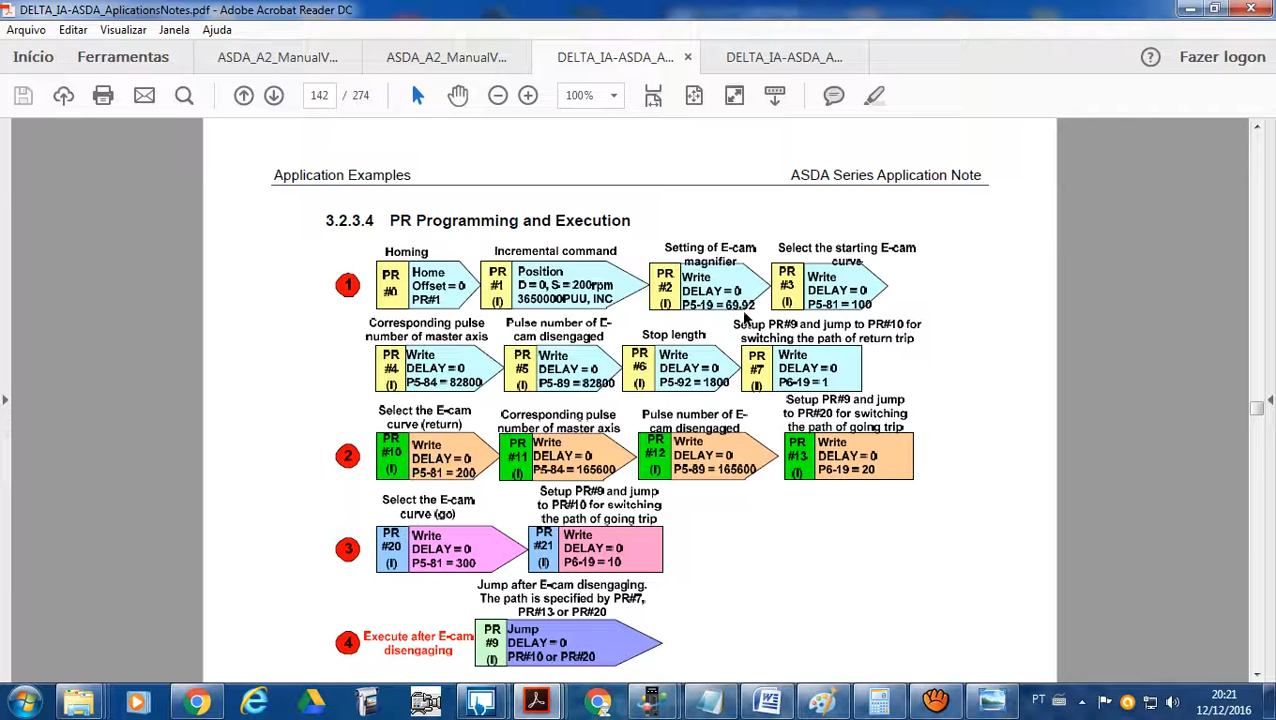 DELTA_IA-ASDA_AplicationsNotes.pdf - Adobe Acrobat Reader DC
Arquivo Editar Visualizar Janela Ajuda
Início Ferramentas ASDA_A2_ManualV... ASDA_A2_ManualV... DELTA_IA-ASDA_A... × DELTA_IA-ASDA_A... Fazer logon
142 / 274 100%
Application Examples ASDA Series Application Note
3.2.3.4 PR Programming and Execution
Homing
Incremental command
Setting of E-cam
magnifier
Select the starting E-cam
curve
1
PR
#0
Home
Offset = 0
PR#1
PR
#1
(I)
Position
D = 0, S = 200rpm
3650000PUU, INC
PR
#2
(I)
Write
DELAY = 0
P5-19 = 69.92
PR
#3
(I)
Write
DELAY = 0
P5-81 = 100
Corresponding pulse
number of master axis
Pulse number of E-
cam disengaged
Stop length
Setup PR#9 and jump to PR#10 for
switching the path of return trip
PR
#4
(I)
Write
DELAY = 0
P5-84 = 82800
PR
#5
(I)
Write
DELAY = 0
P5-89 = 82800
PR
#6
(I)
Write
DELAY = 0
P5-92 = 1800
PR
#7
(I)
Write
DELAY = 0
P6-19 = 1
Select the E-cam
curve (return)
Corresponding pulse
number of master axis
Pulse number of E-
cam disengaged
Setup PR#9 and jump
to PR#20 for switching
the path of going trip
2
PR
#10
(I)
Write
DELAY = 0
P5-81 = 200
PR
#11
(I)
Write
DELAY = 0
P5-84 = 165600
PR
#12
(I)
Write
DELAY = 0
P5-89 = 165600
PR
#13
(I)
Write
DELAY = 0
P6-19 = 20
Select the E-cam
curve (go)
Setup PR#9 and jump
to PR#10 for switching
the path of going trip
3
PR
#20
(I)
Write
DELAY = 0
P5-81 = 300
PR
#21
(I)
Write
DELAY = 0
P6-19 = 10
Jump after E-cam disengaging.
The path is specified by PR#7,
PR#13 or PR#20
4
Execute after E-cam
disengaging
PR
#9
(I)
Jump
DELAY = 0
PR#10 or PR#20
PT
20:21
12/12/2016